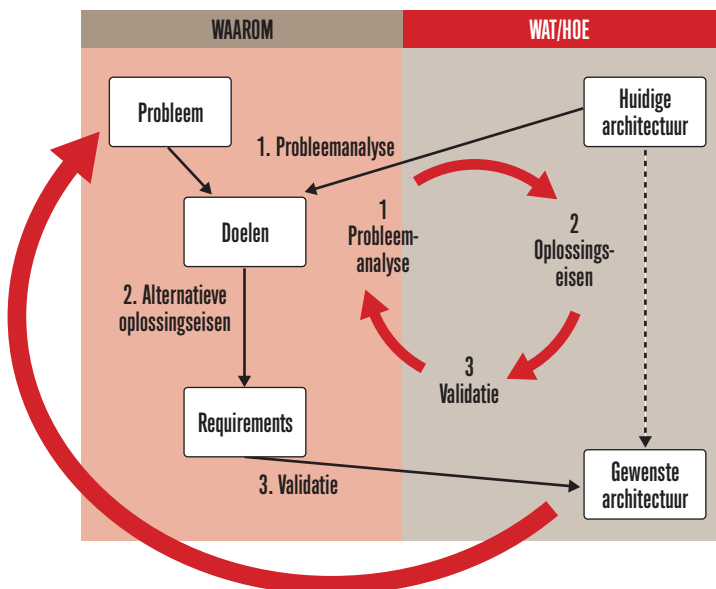 WAAROM
WAT/HOE
Probleem
Huidige
architectuur
1. Probleemanalyse
Doelen
1
Probleem-
analyse
2
Oplossings-
eisen
2. Alternatieve
oplossingseisen
3
Validatie
Requirements
3. Validatie
Gewenste
architectuur